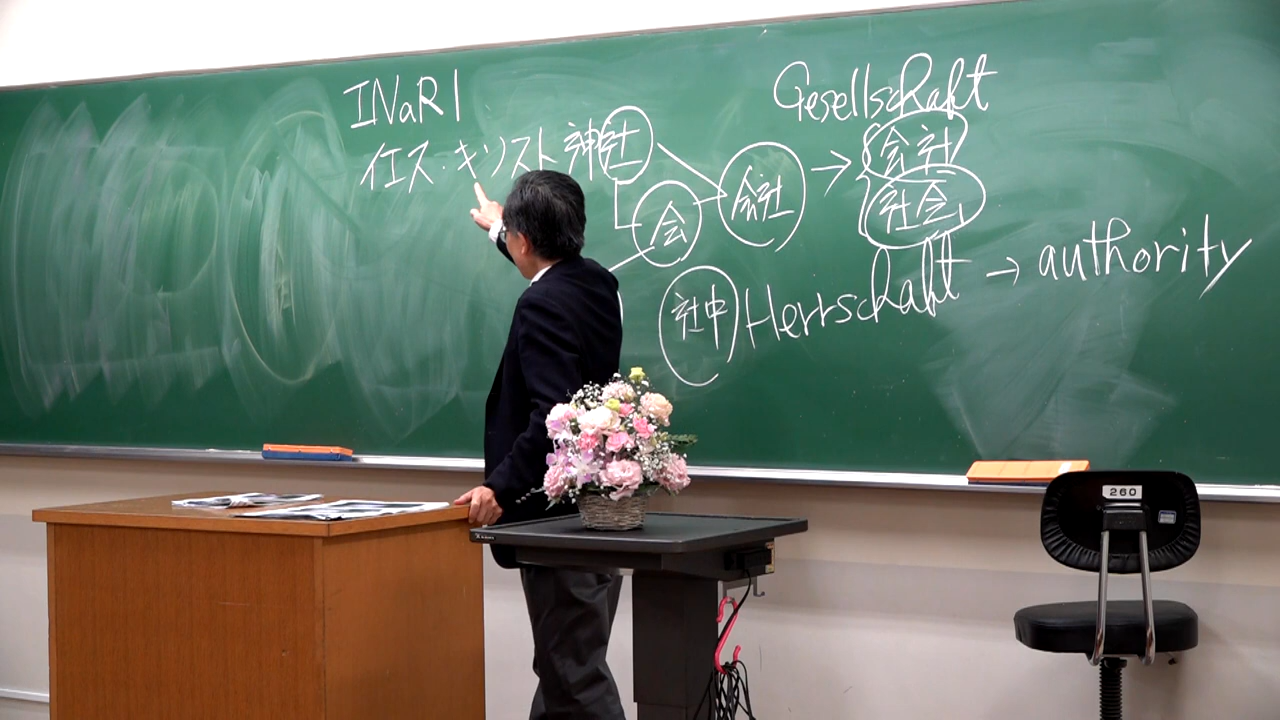 INaRI
イエス・キリスト 神社
会
会社
→
Gesellschaft
会社
社会
社中
Herrschaft → authority
260